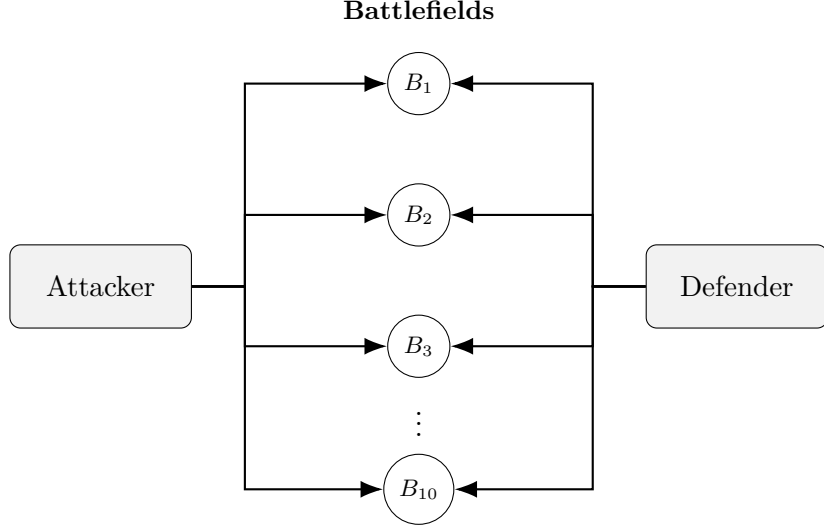 Battlefields
B₁
B₂
Attacker
Defender
B₃
⋮
B₁₀